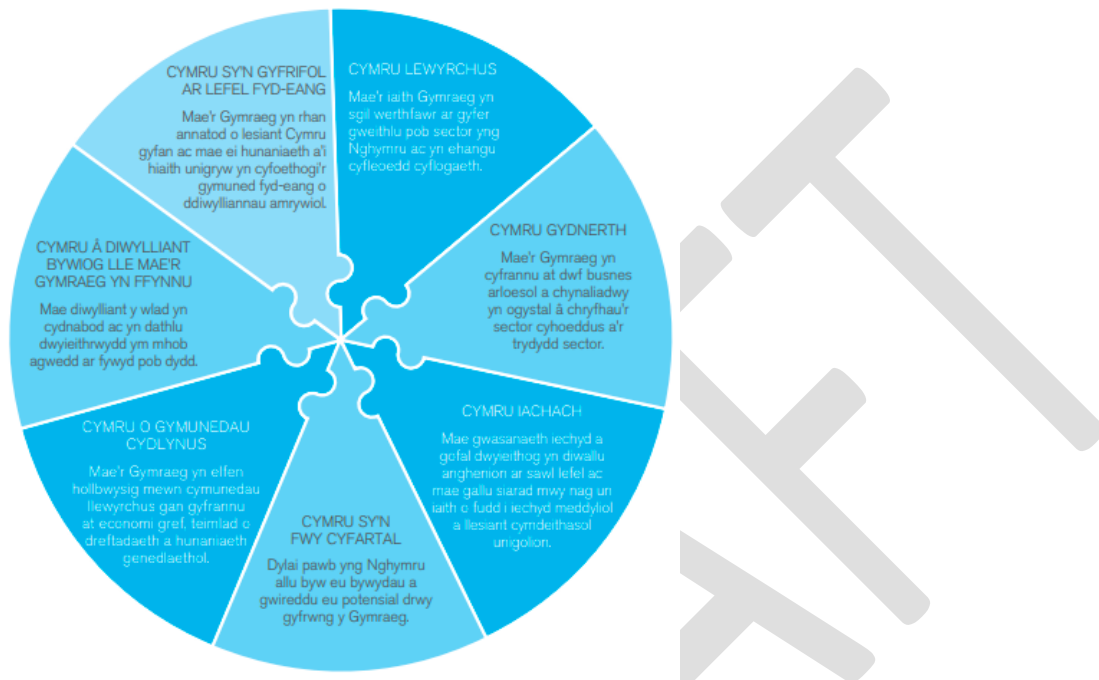 CYMRU SY'N GYFRIFOL
AR LEFEL FYD-EANG
Mae'r Gymraeg yn rhan
annatod o lesiant Cymru
gyfan ac mae ei hunaniaeth a'i
hiaith unigryw yn cyfoethogi'r
gymuned fyd-eang o
ddiwylliannau amrywiol.
CYMRU LEWYRCHUS
Mae'r iaith Gymraeg yn
sgil werthfawr ar gyfer
gweithlu pob sector yng
Nghymru ac yn ehangu
cyfleoedd cyflogaeth.
CYMRU GYDNERTH
Mae'r Gymraeg yn
cyfrannu at dwf busnes
arloesol a chynaliadwy
yn ogystal â chryfhau'r
sector cyhoeddus a'r
trydydd sector.
CYMRU IACHACH
Mae gwasanaeth iechyd a
gofal dwyieithog yn diwallu
anghenion ar sawl lefel ac
mae gallu siarad mwy nag un
iaith o fudd i iechyd meddyliol
a llesiant cymdeithasol
unigolion.
CYMRU SY'N
FWY CYFARTAL
Dylai pawb yng Nghymru
allu byw eu bywydau a
gwireddu eu potensial drwy
gyfrwng y Gymraeg.
CYMRU O GYMUNEDAU
CYDLYNUS
Mae'r Gymraeg yn elfen
hollbwysig mewn cymunedau
llewyrchus gan gyfrannu
at economi gref, teimlad o
dreftadaeth a hunaniaeth
genedlaethol.
CYMRU Â DIWYLLIANT
BYWIOG LLE MAE'R
GYMRAEG YN FFYNNU
Mae diwylliant y wlad yn
cydnabod ac yn dathlu
dwyieithrwydd ym mhob
agwedd ar fywyd pob dydd.